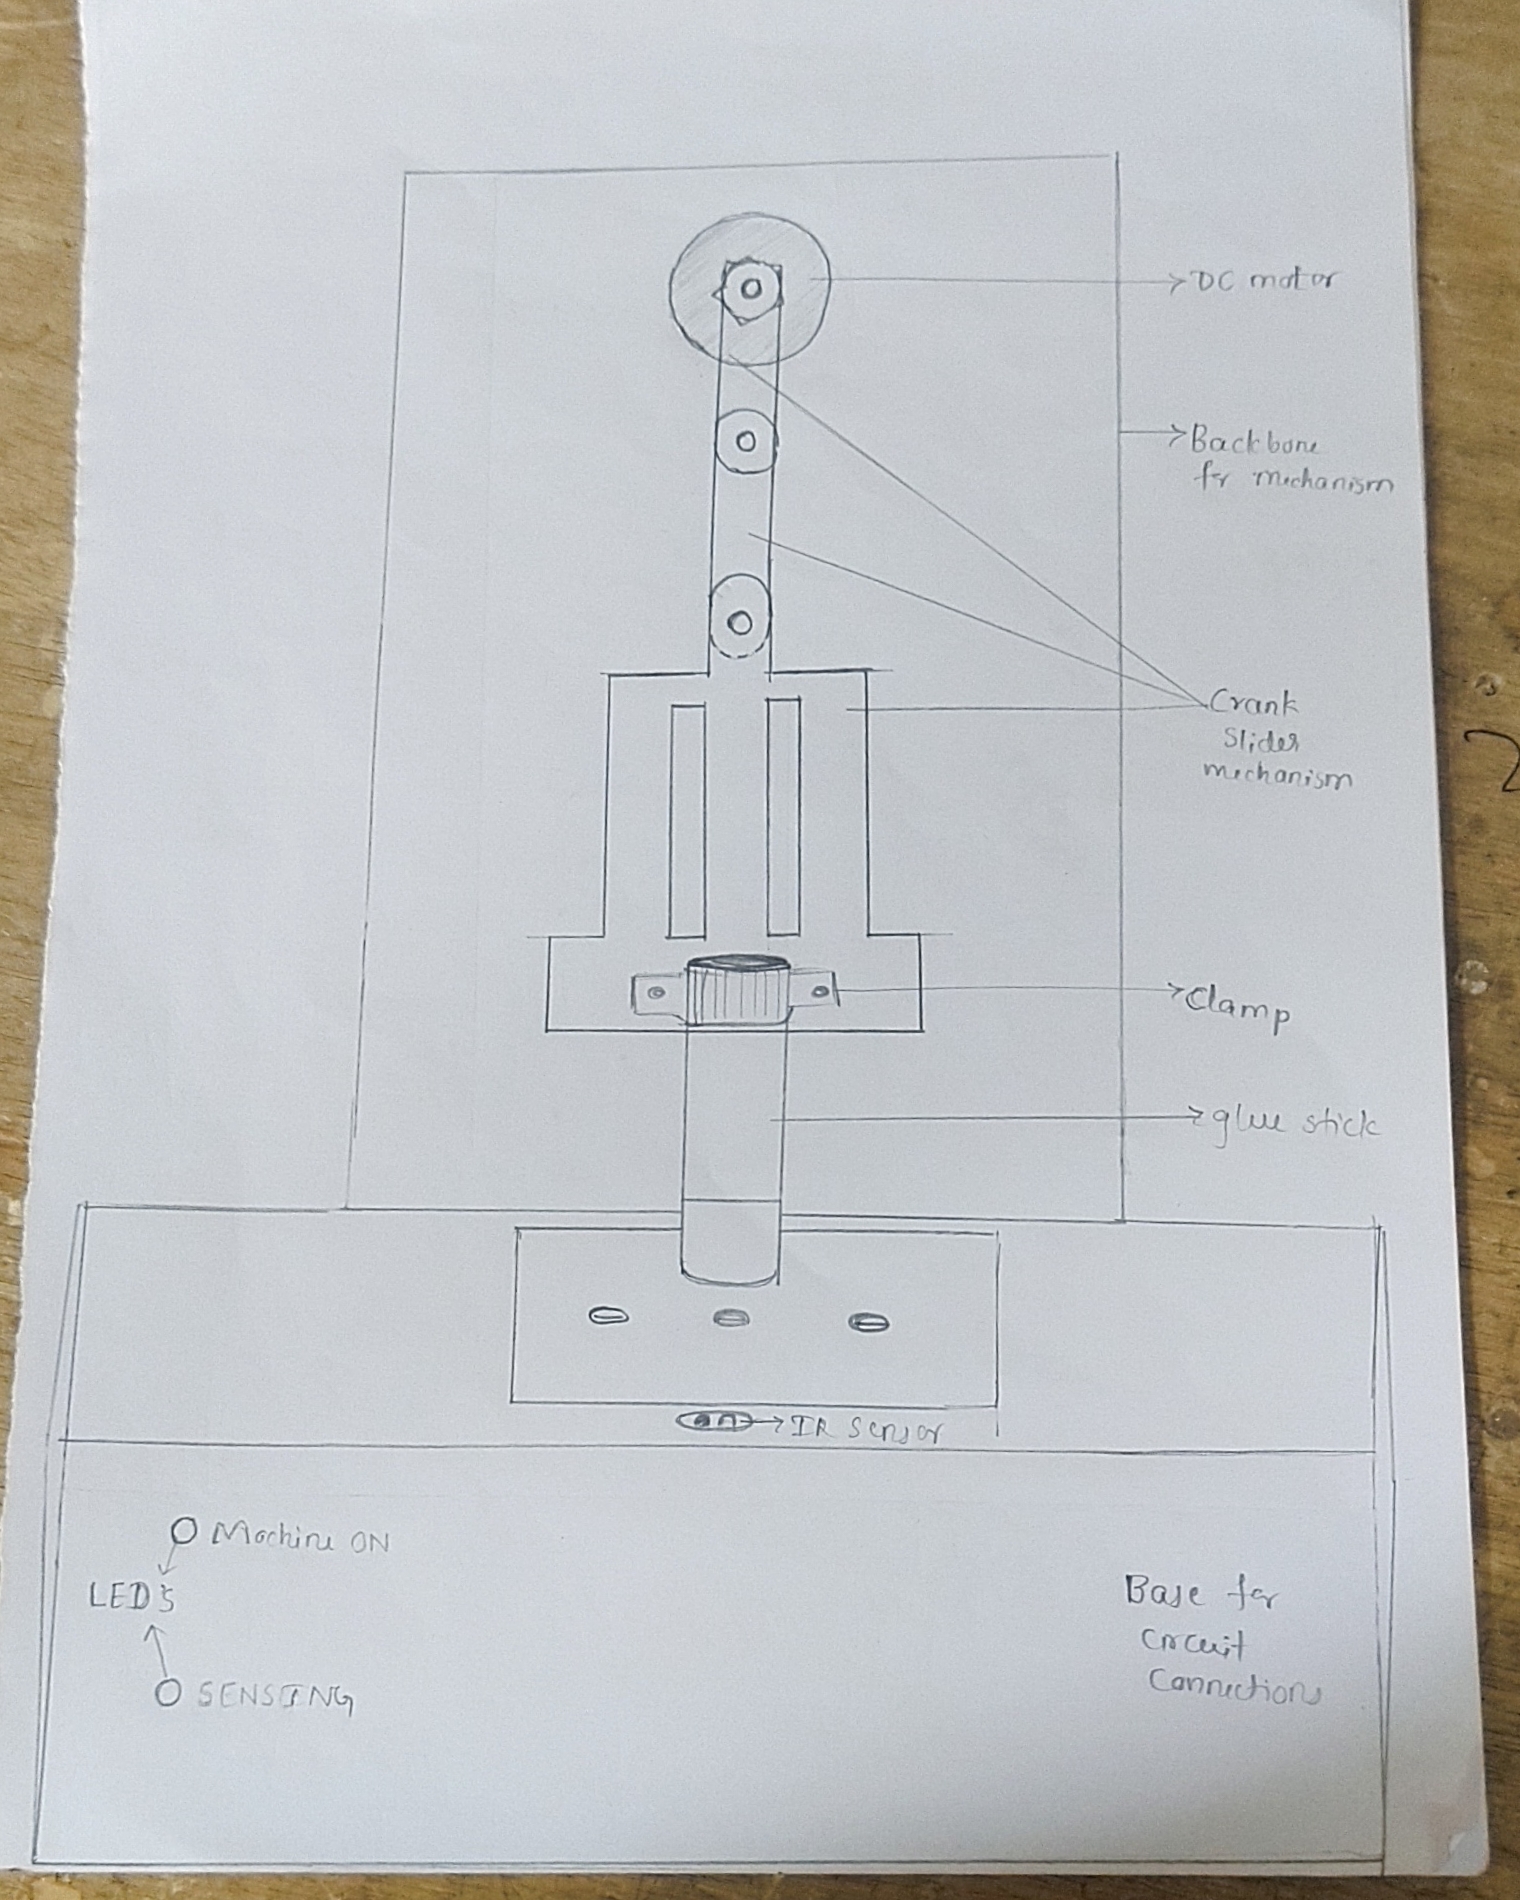 DC motor
Backbone
for mechanism
Crank
Slider
mechanism
Clamp
glue stick
IR Sensor
Machine ON
LED's
SENSING
Base for
Circuit
Connections